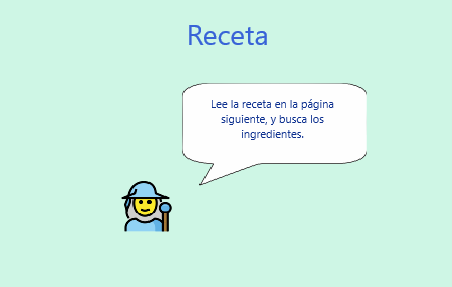 Receta
Lee la receta en la página
siguiente, y busca los
ingredientes.